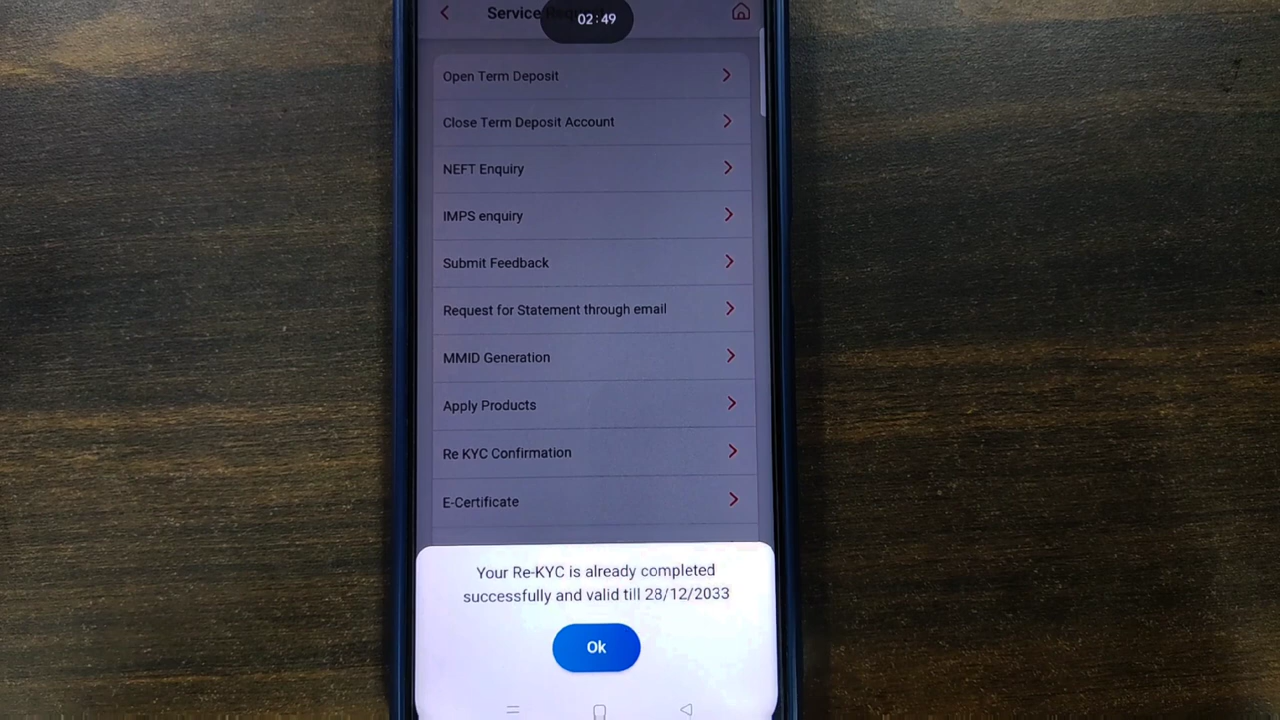 Service
02:49
Open Term Deposit
Close Term Deposit Account
NEFT Enquiry
IMPS enquiry
Submit Feedback
Request for Statement through email
MMID Generation
Apply Products
Re KYC Confirmation
E-Certificate
Your Re-KYC is already completed
successfully and valid till 28/12/2033
Ok